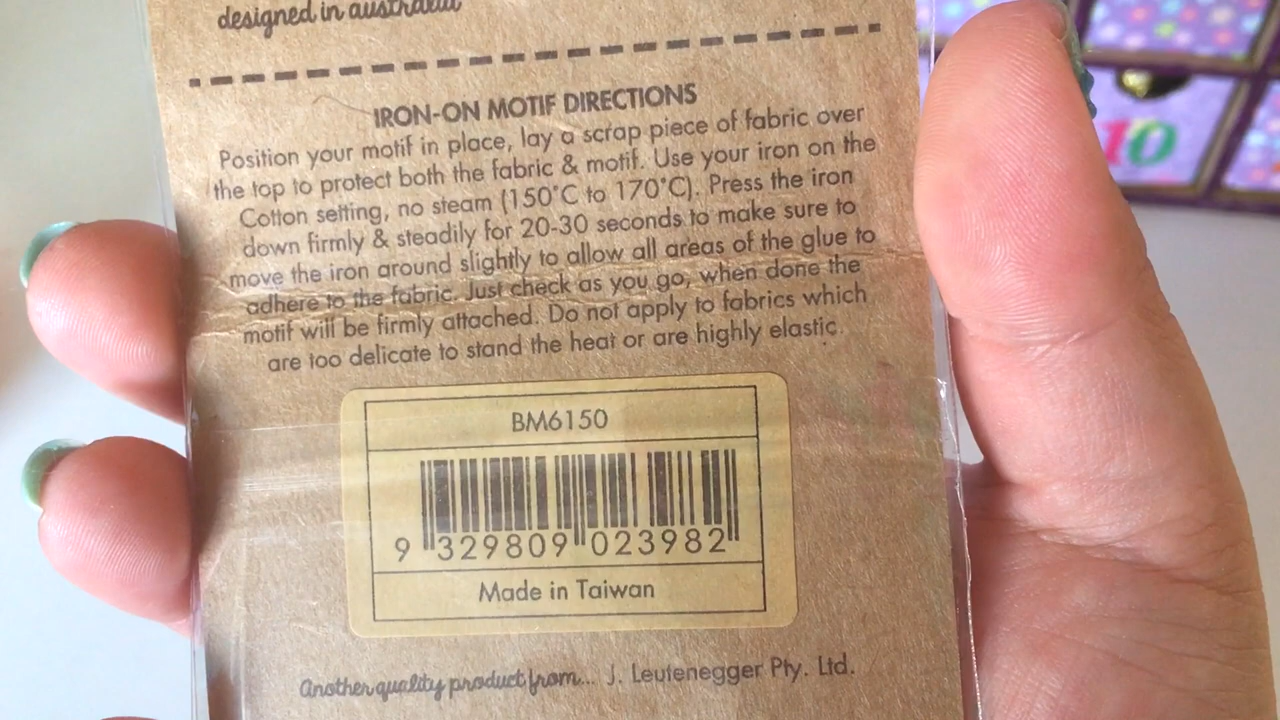 designed in australia
IRON-ON MOTIF DIRECTIONS
Position your motif in place, lay a scrap piece of fabric over
the top to protect both the fabric & motif. Use your iron on the
Cotton setting, no steam (150°C to 170°C). Press the iron
down firmly & steadily for 20-30 seconds to make sure to
move the iron around slightly to allow all areas of the glue to
adhere to the fabric. Just check as you go, when done the
motif will be firmly attached. Do not apply to fabrics which
are too delicate to stand the heat or are highly elastic.
BM6150
9 329809 023982
Made in Taiwan
Another quality product from... J. Leutenegger Pty. Ltd.
10